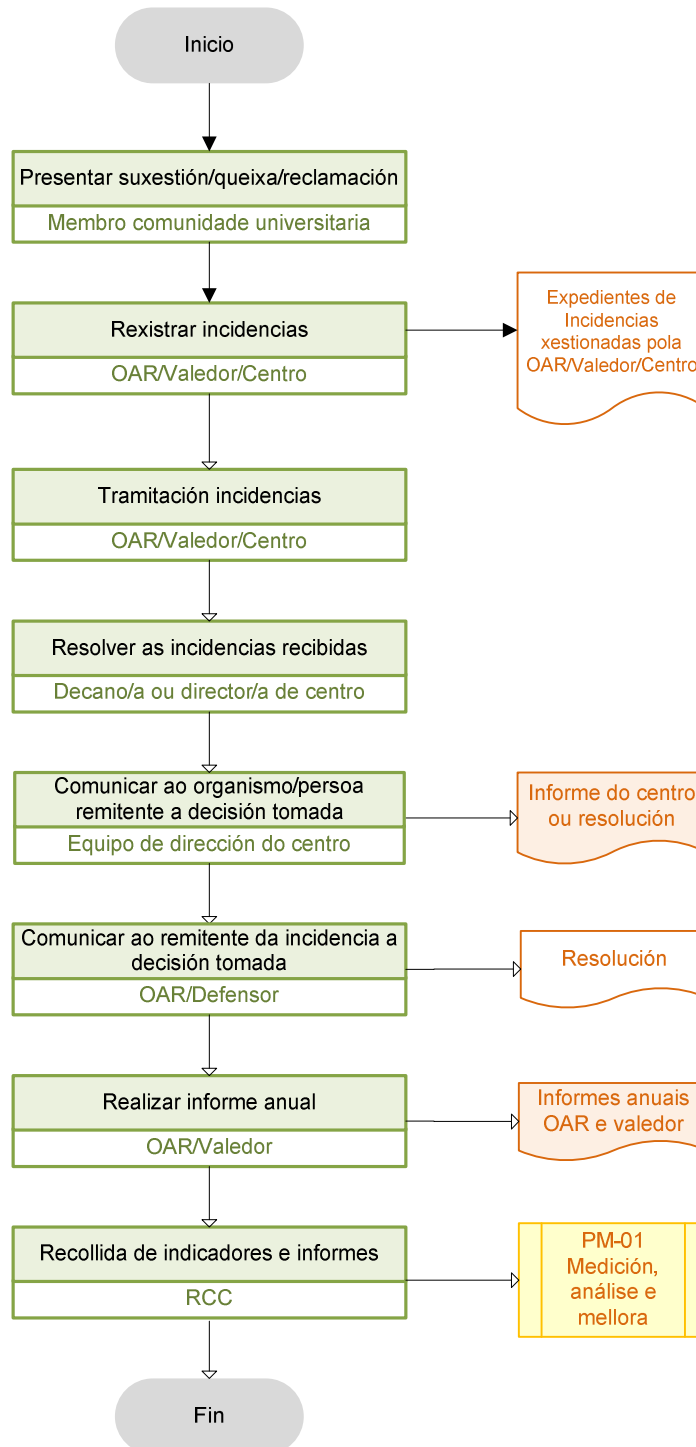 Inicio
Presentar suxestión/queixa/reclamación
Membro comunidade universitaria
Rexistrar incidencias
OAR/Valedor/Centro
Expedientes de
Incidencias
xestionadas pola
OAR/Valedor/Centro
Tramitación incidencias
OAR/Valedor/Centro
Resolver as incidencias recibidas
Decano/a ou director/a de centro
Comunicar ao organismo/persoa
remitente a decisión tomada
Equipo de dirección do centro
Informe do centro
ou resolución
Comunicar ao remitente da incidencia a
decisión tomada
OAR/Defensor
Resolución
Realizar informe anual
OAR/Valedor
Informes anuais
OAR e valedor
Recollida de indicadores e informes
RCC
PM-01
Medición,
análise e
mellora
Fin